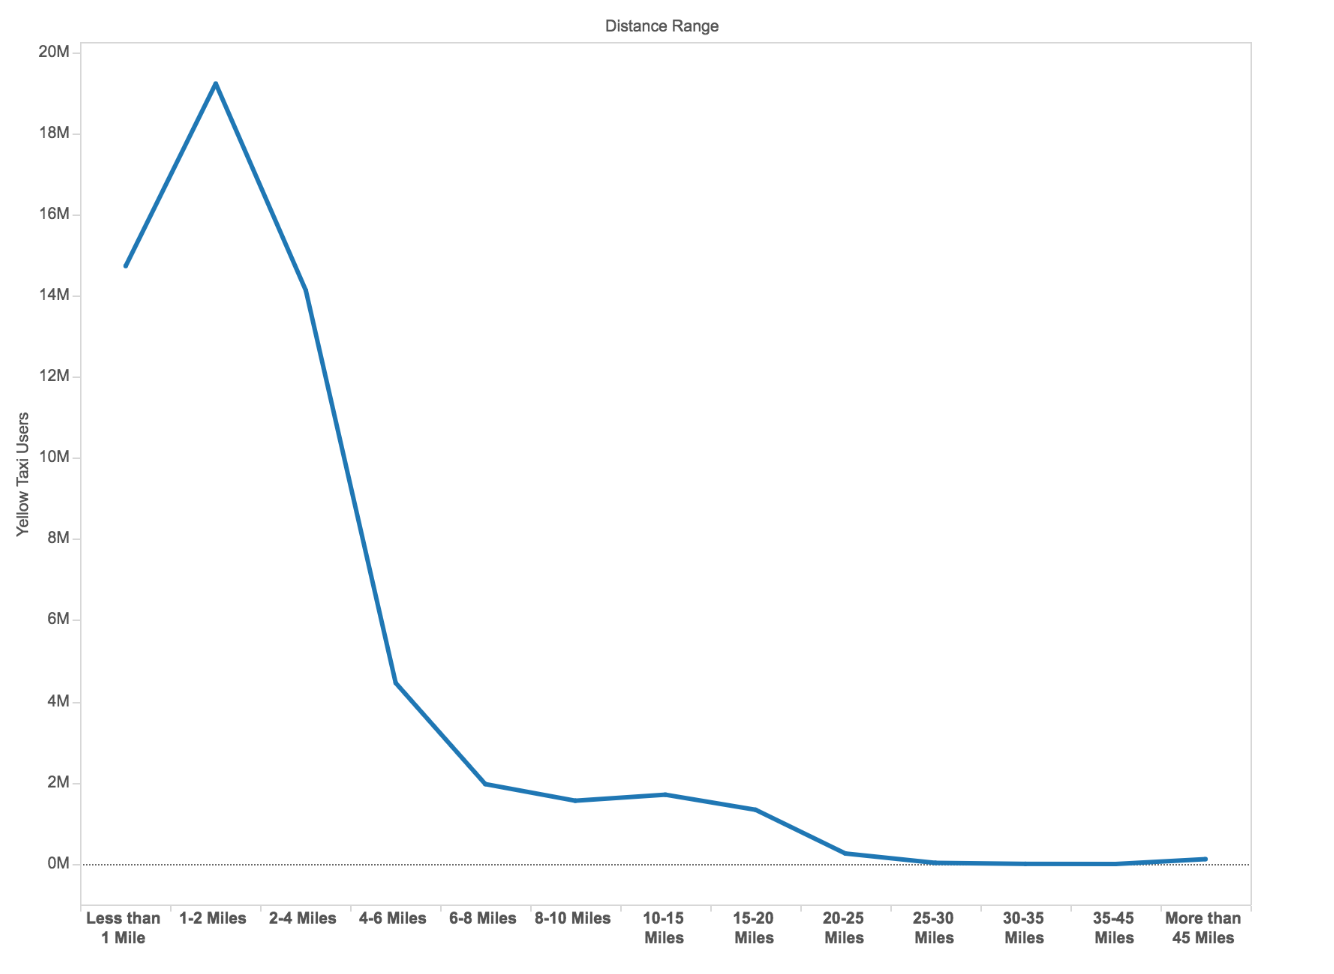 Distance Range
20M
18M
16M
14M
12M
10M
8M
6M
4M
2M
0M
Yellow Taxi Users
Less than
1 Mile
1-2 Miles
2-4 Miles
4-6 Miles
6-8 Miles
8-10 Miles
10-15
Miles
15-20
Miles
20-25
Miles
25-30
Miles
30-35
Miles
35-45
Miles
More than
45 Miles